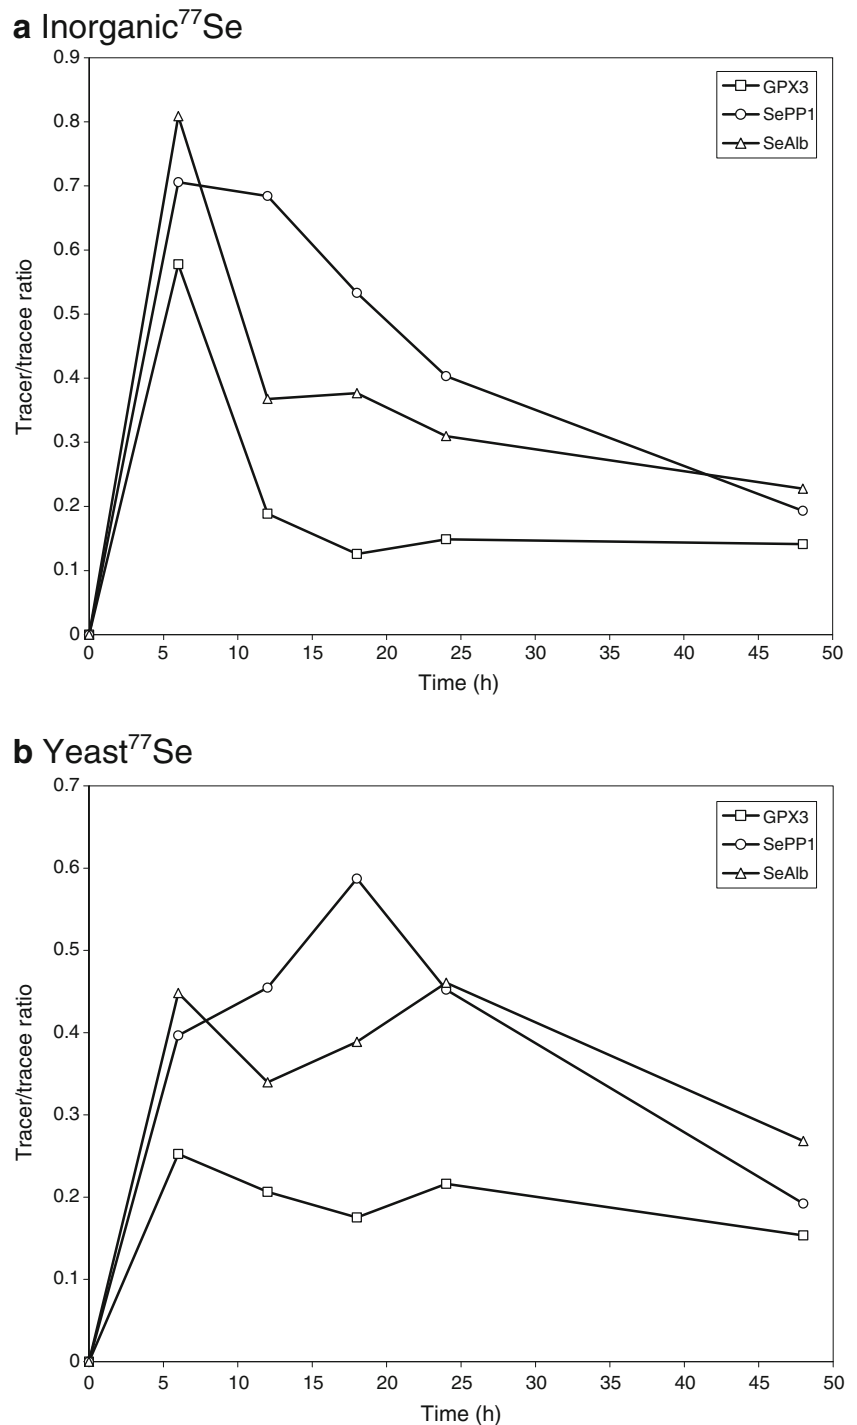 a Inorganic⁷⁷Se
0.9
0.8
0.7
0.6
0.5
0.4
0.3
0.2
0.1
0
Tracer/tracee ratio
GPX3
SePP1
SeAlb
0 5 10 15 20 25 30 35 40 45 50
Time (h)
b Yeast⁷⁷Se
0.7
0.6
0.5
0.4
0.3
0.2
0.1
0
Tracer/tracee ratio
GPX3
SePP1
SeAlb
0 5 10 15 20 25 30 35 40 45 50
Time (h)